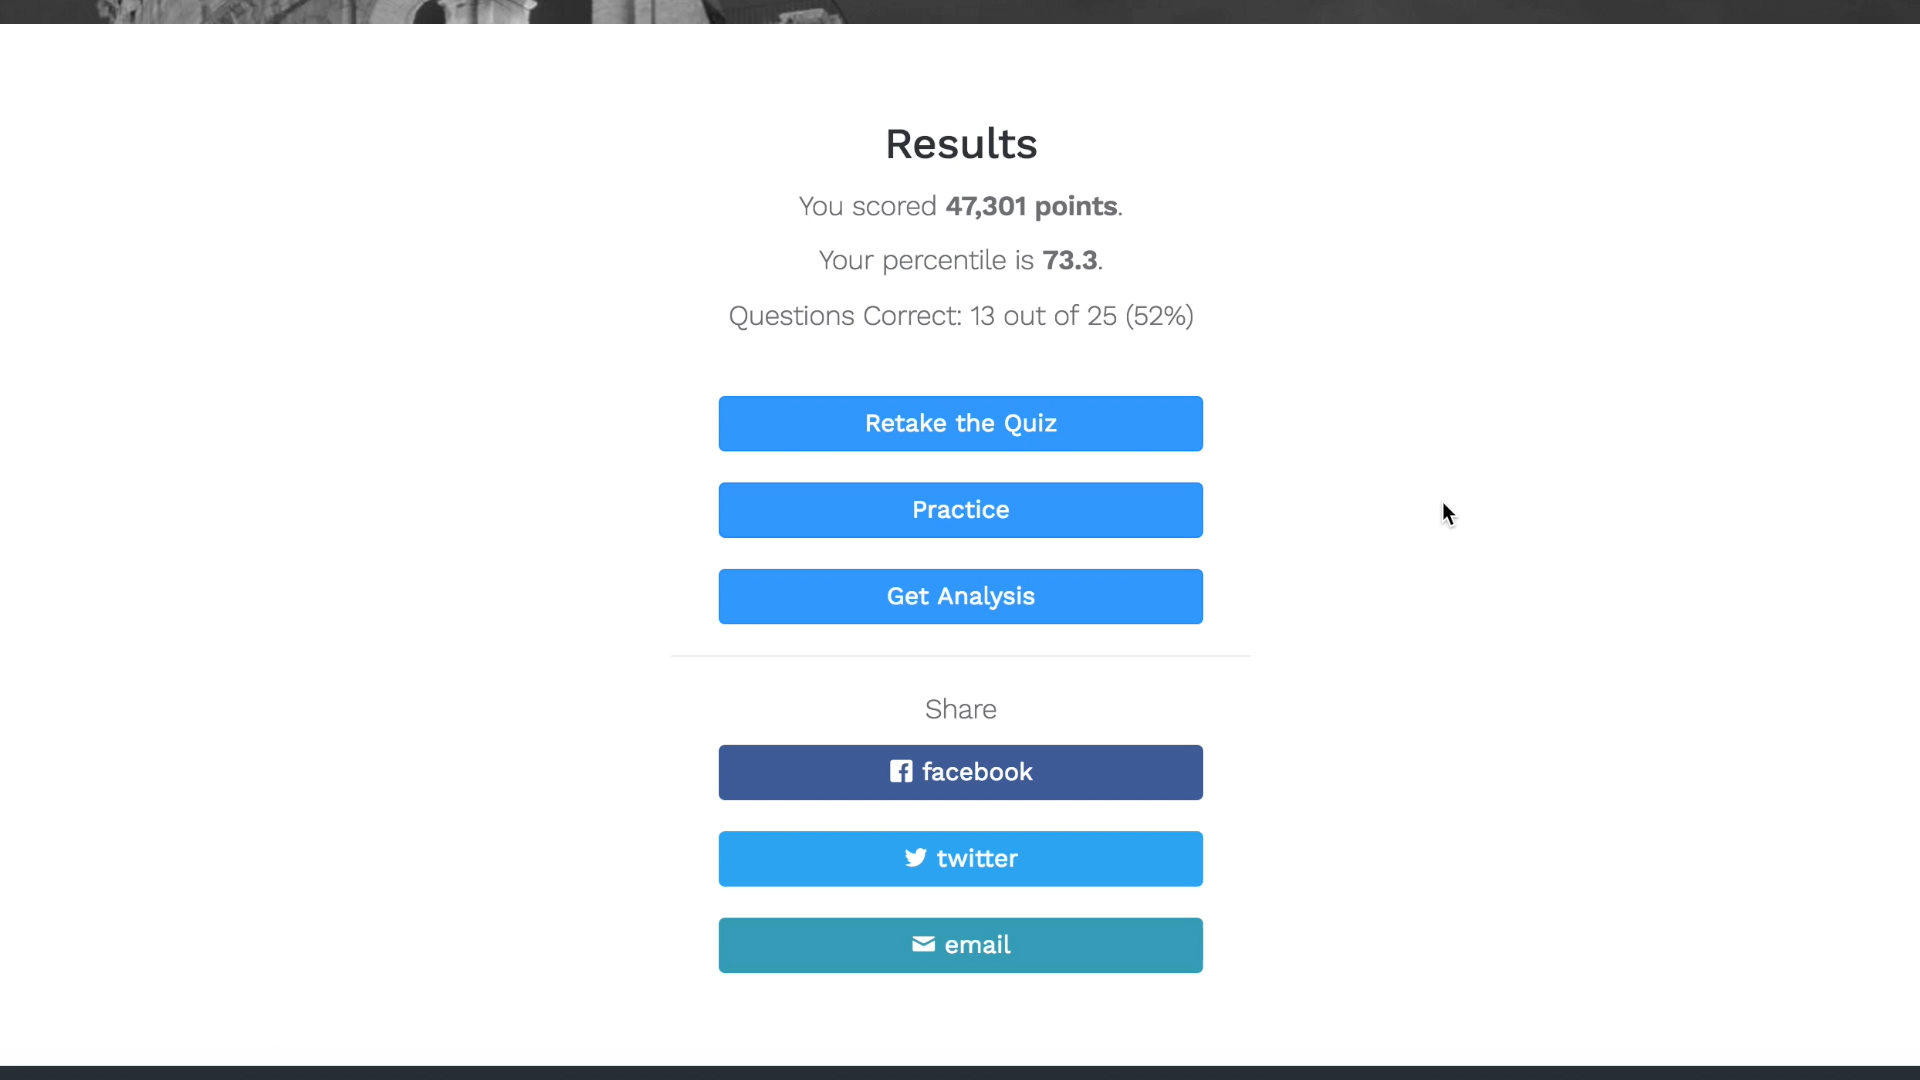 Results
You scored 47,301 points.
Your percentile is 73.3.
Questions Correct: 13 out of 25 (52%)
Retake the Quiz
Practice
Get Analysis
Share
facebook
twitter
email